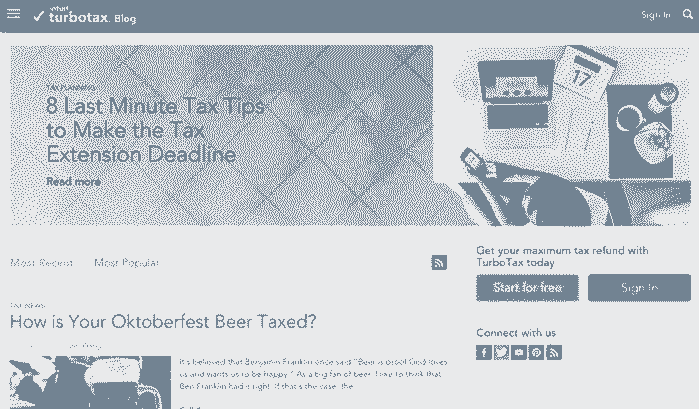 intuit
turbotax. Blog
Sign In
TAX PLANNING
8 Last Minute Tax Tips
to Make the Tax
Extension Deadline
Read more
17
Most Recent Most Popular
Get your maximum tax refund with
TurboTax today
Start for free
Sign In
TAX NEWS
How is Your Oktoberfest Beer Taxed?
Connect with us
It's believed that Benjamin Franklin once said "Beer is proof God loves
us and wants us to be happy." As a big fan of beer, I like to think that
Ben Franklin had it right. If that's the case, the